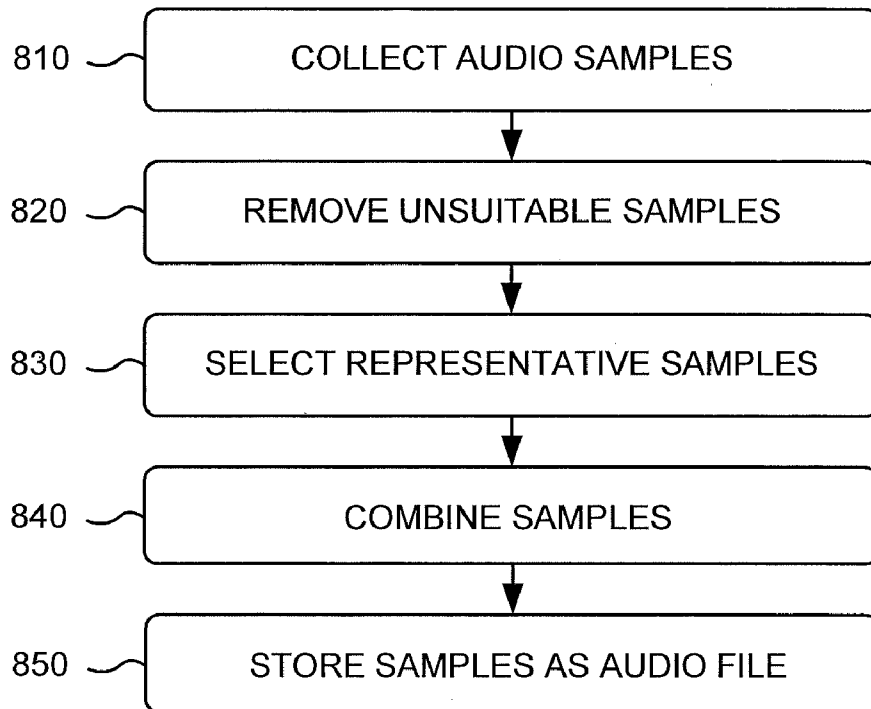 810 COLLECT AUDIO SAMPLES
820 REMOVE UNSUITABLE SAMPLES
830 SELECT REPRESENTATIVE SAMPLES
840 COMBINE SAMPLES
850 STORE SAMPLES AS AUDIO FILE